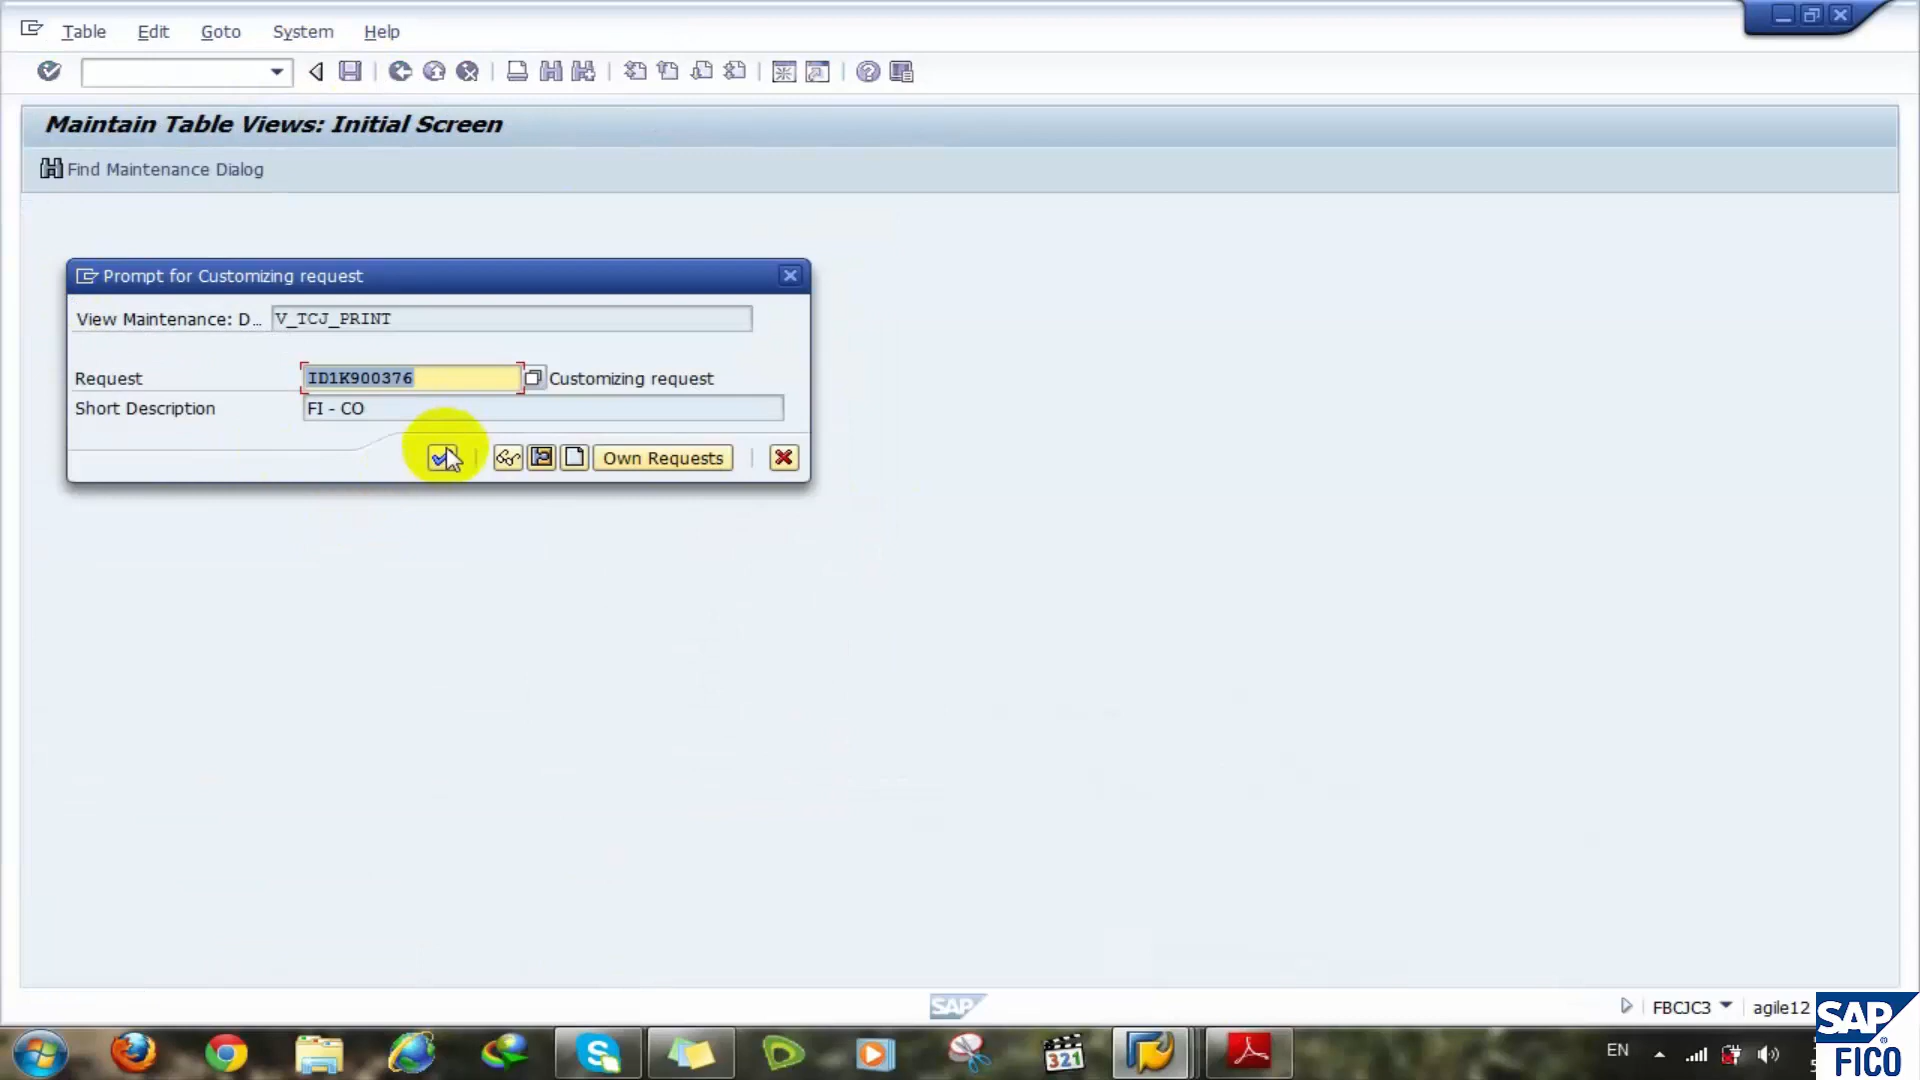 Table Edit Goto System Help
Maintain Table Views: Initial Screen
Find Maintenance Dialog
Prompt for Customizing request
View Maintenance: D... V_TCJ_PRINT
Request ID1K900376 Customizing request
Short Description FI - CO
Own Requests
SAP FBCJC3 agile12
EN
321
SAP
FICO